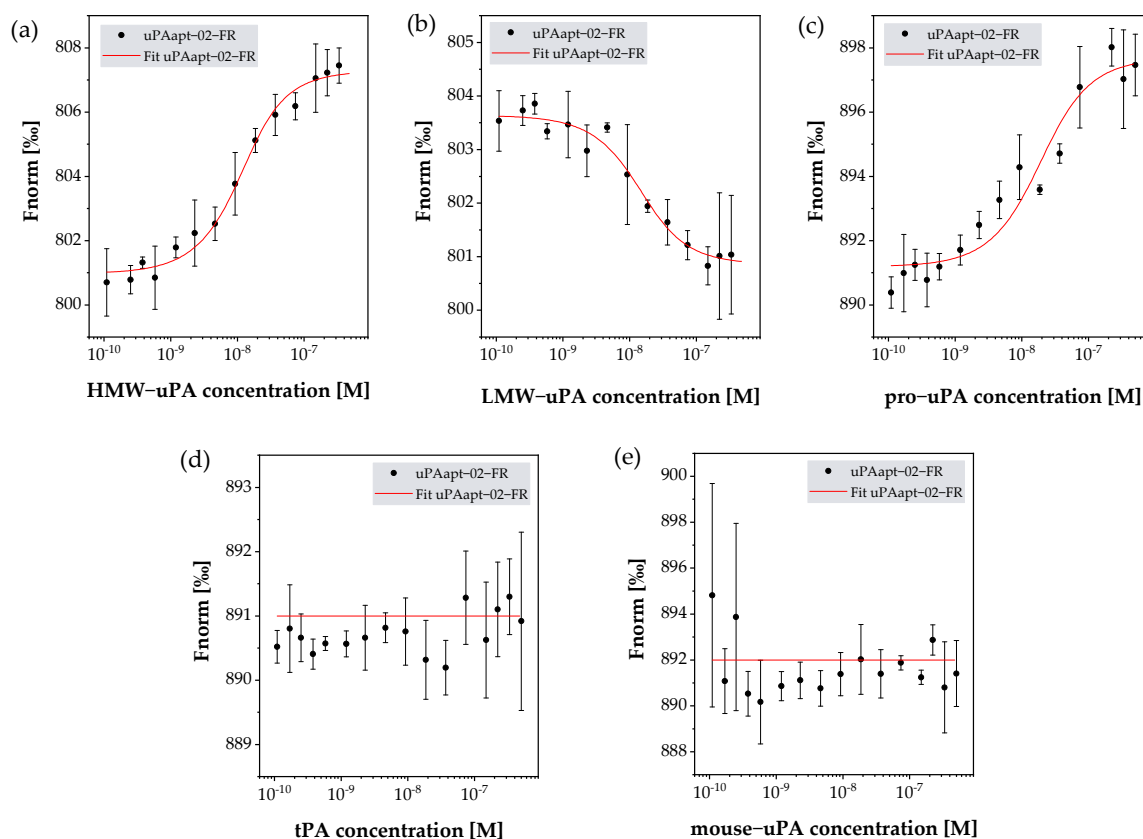 (a)
uPAapt−02−FR
Fit uPAapt−02−FR
808
806
804
802
800
Fnorm [‰]
10⁻¹⁰ 10⁻⁹ 10⁻⁸ 10⁻⁷
HMW−uPA concentration [M]
(b)
uPAapt−02−FR
Fit uPAapt−02−FR
805
804
803
802
801
800
Fnorm [‰]
10⁻¹⁰ 10⁻⁹ 10⁻⁸ 10⁻⁷
LMW−uPA concentration [M]
(c)
uPAapt−02−FR
Fit uPAapt−02−FR
898
896
894
892
890
Fnorm [‰]
10⁻¹⁰ 10⁻⁹ 10⁻⁸ 10⁻⁷
pro−uPA concentration [M]
(d)
uPAapt−02−FR
Fit uPAapt−02−FR
893
892
891
890
889
Fnorm [‰]
10⁻¹⁰ 10⁻⁹ 10⁻⁸ 10⁻⁷
tPA concentration [M]
(e)
uPAapt−02−FR
Fit uPAapt−02−FR
900
898
896
894
892
890
888
Fnorm [‰]
10⁻¹⁰ 10⁻⁹ 10⁻⁸ 10⁻⁷
mouse−uPA concentration [M]